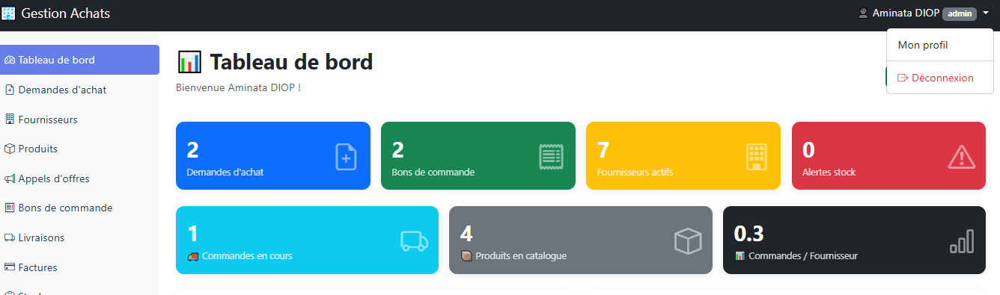 Gestion Achats
Aminata DIOP admin
Mon profil
Déconnexion
Tableau de bord
Demandes d'achat
Fournisseurs
Produits
Appels d'offres
Bons de commande
Livraisons
Factures
Tableau de bord
Bienvenue Aminata DIOP !
2
Demandes d'achat
2
Bons de commande
7
Fournisseurs actifs
0
Alertes stock
1
Commandes en cours
4
Produits en catalogue
0.3
Commandes / Fournisseur